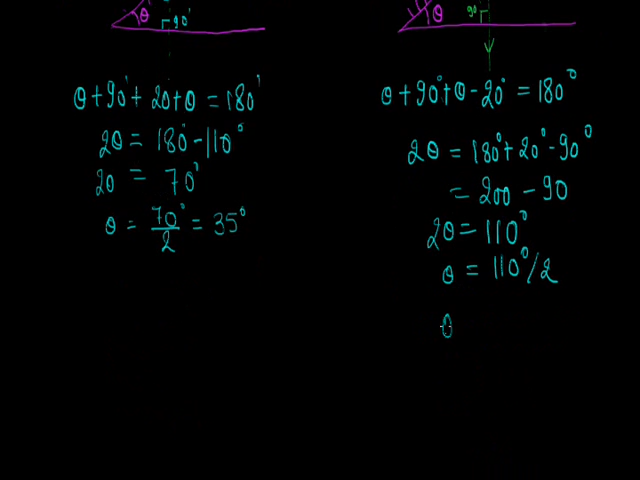 θ ⌐90°
90⌐ θ
θ+90°+20+θ=180°
2θ = 180°-110°
2θ = 70°
θ = 70°/2 = 35°
θ+90°+θ-20°=180°
2θ = 180°+20°-90°
= 200 - 90
2θ = 110°
θ = 110°/2
θ